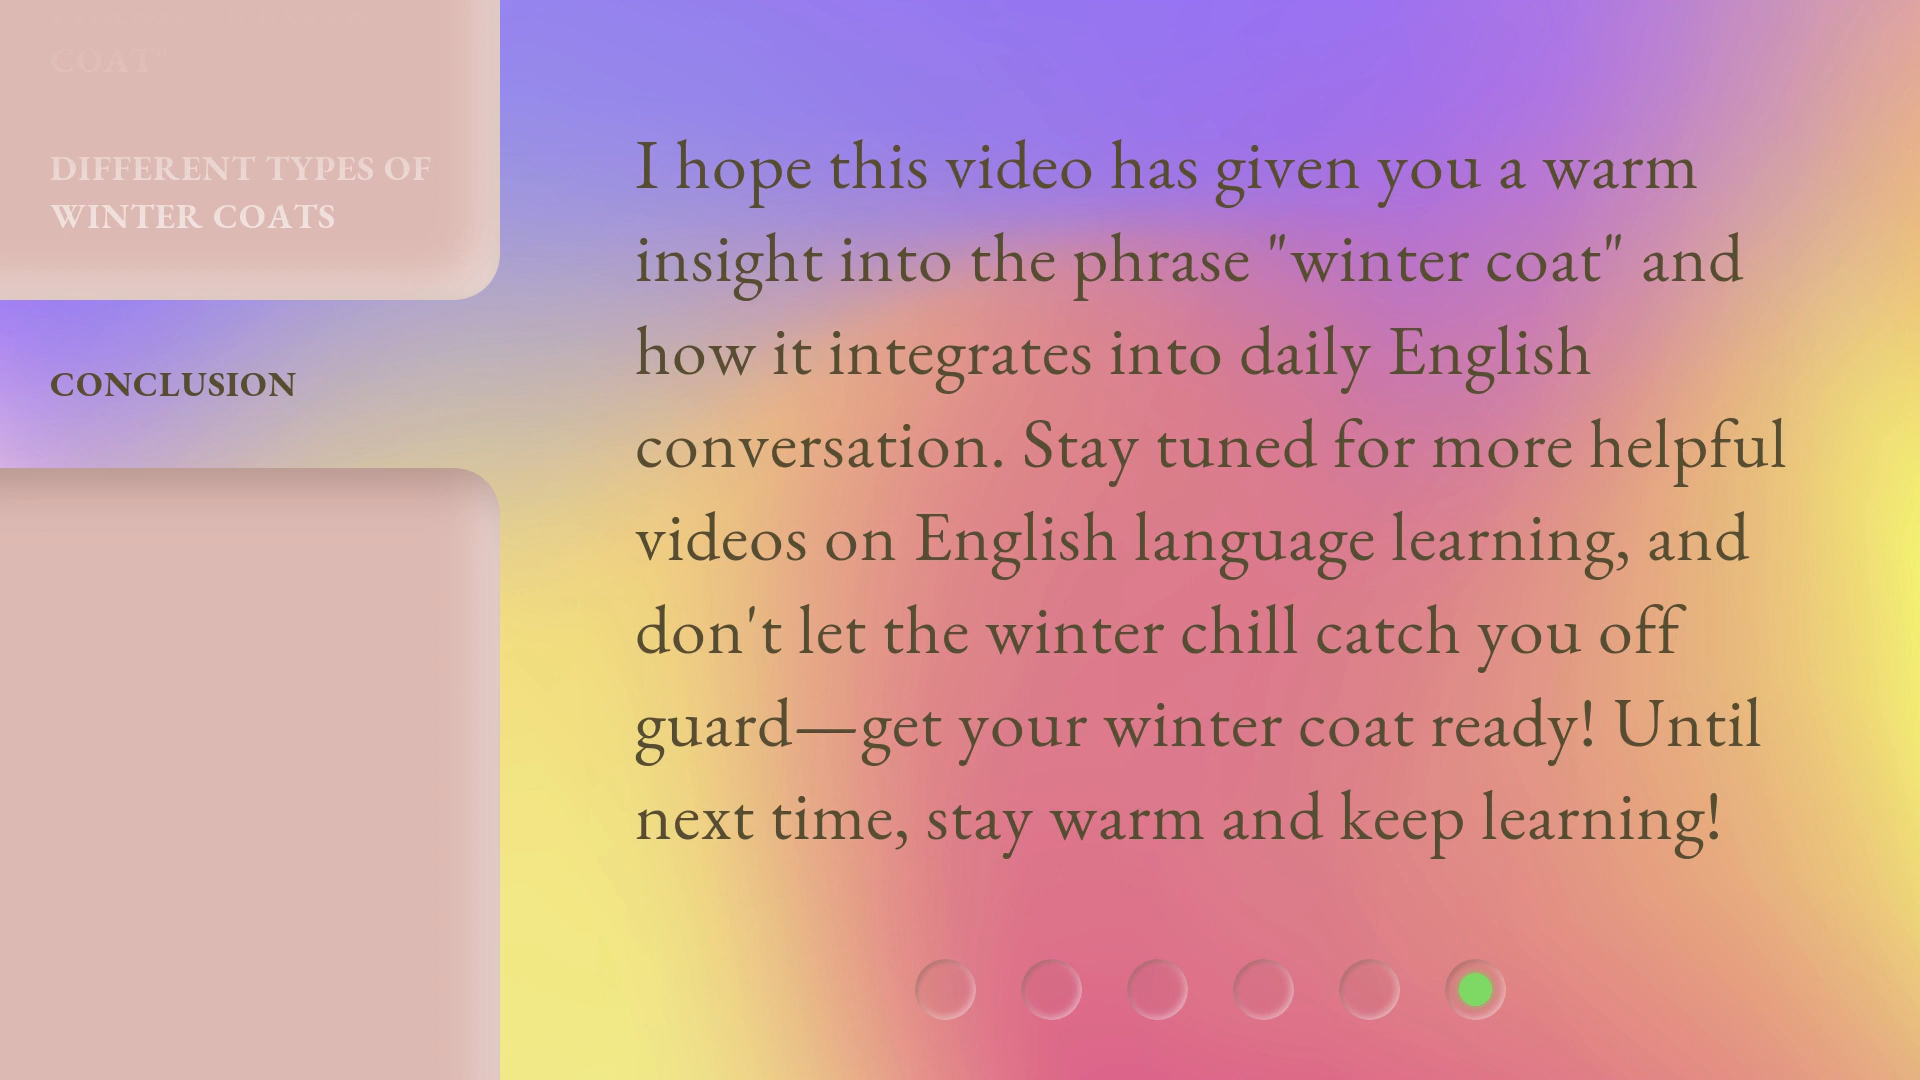 COAT"
DIFFERENT TYPES OF
WINTER COATS
CONCLUSION
I hope this video has given you a warm
insight into the phrase "winter coat" and
how it integrates into daily English
conversation. Stay tuned for more helpful
videos on English language learning, and
don't let the winter chill catch you off
guard—get your winter coat ready! Until
next time, stay warm and keep learning!